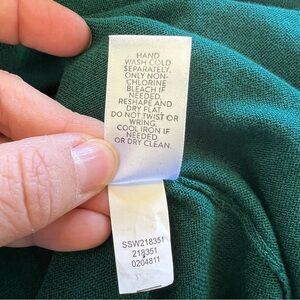 HAND
WASH COLD
SEPARATELY.
ONLY NON-
CHLORINE
BLEACH IF
NEEDED.
RESHAPE AND
DRY FLAT.
DO NOT TWIST OR
WRING.
COOL IRON IF
NEEDED
OR DRY CLEAN.
SSW218351
218351
0204811